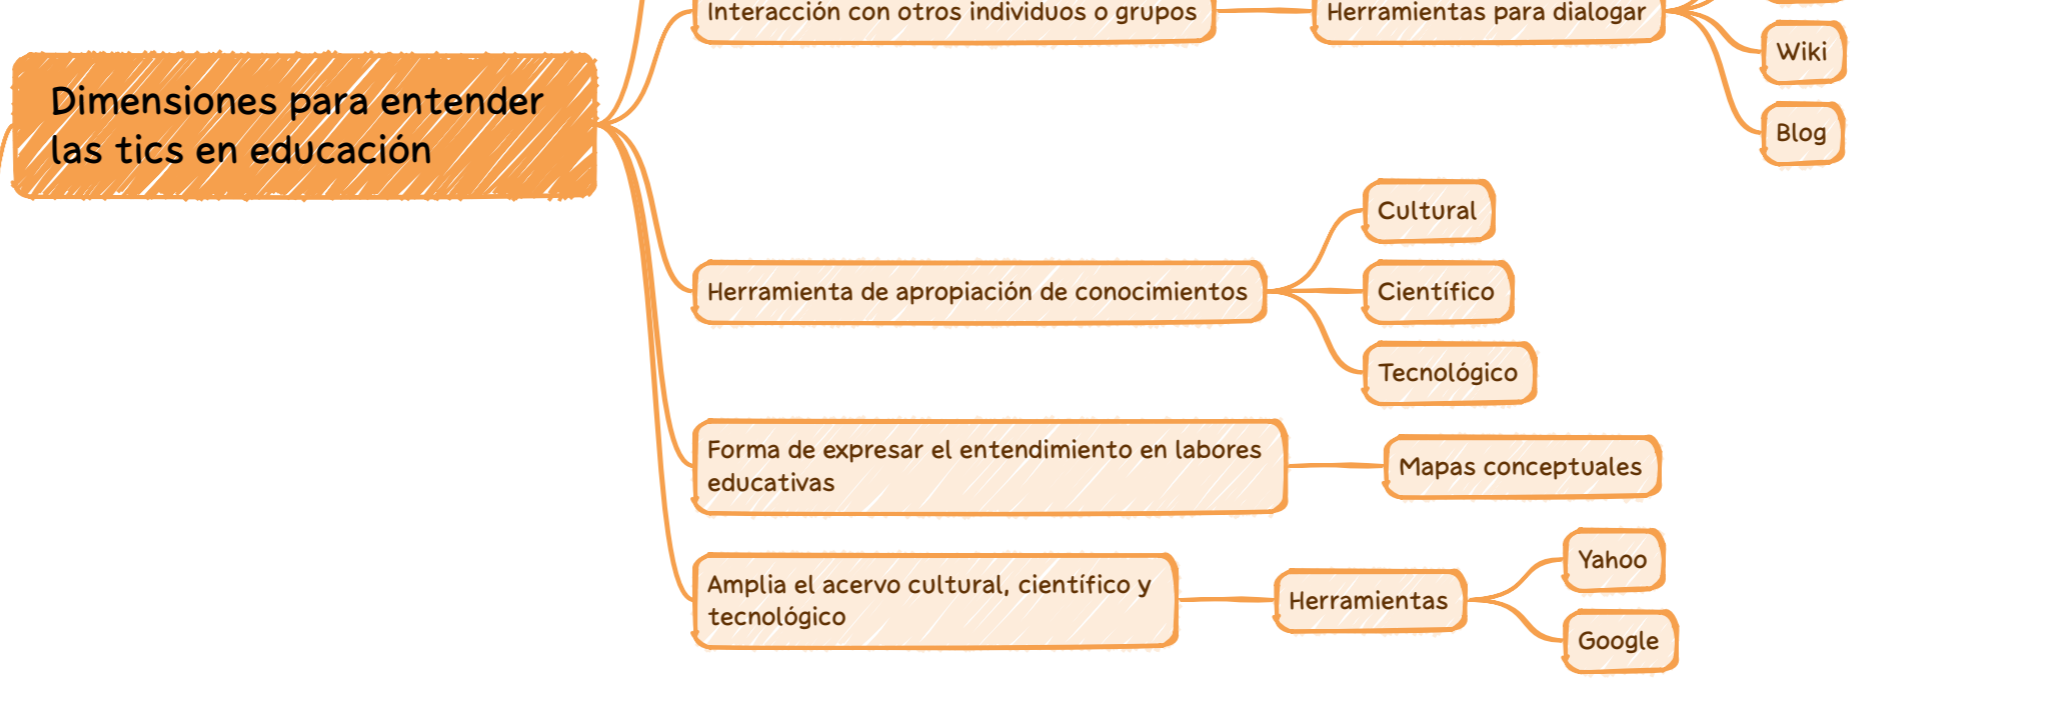 Interacción con otros individuos o grupos
Herramientas para dialogar
Wiki
Blog
Dimensiones para entender
las tics en educación
Cultural
Herramienta de apropiación de conocimientos
Científico
Tecnológico
Forma de expresar el entendimiento en labores
educativas
Mapas conceptuales
Amplia el acervo cultural, científico y
tecnológico
Herramientas
Yahoo
Google